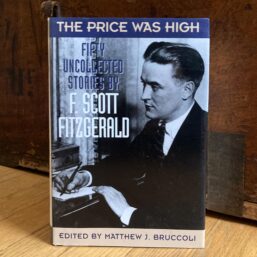 THE PRICE WAS HIGH
FIFTY
UNCOLLECTED
STORIES BY
F. SCOTT
FITZGERALD
EDITED BY MATTHEW J. BRUCCOLI